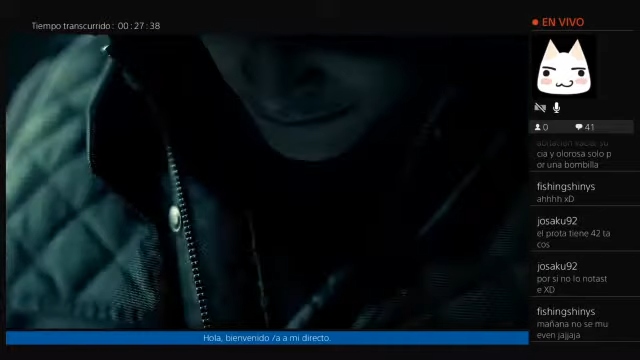 Tiempo transcurrido : 00 : 27 : 38
EN VIVO
0
41
cia y olorosa solo p
or una bombilla
fishingshinys
ahhhh xD
josaku92
el prota tiene 42 ta
cos
josaku92
por si no lo notast
e XD
fishingshinys
mañana no se mu
even jajjaja
Hola, bienvenido /a a mi directo.